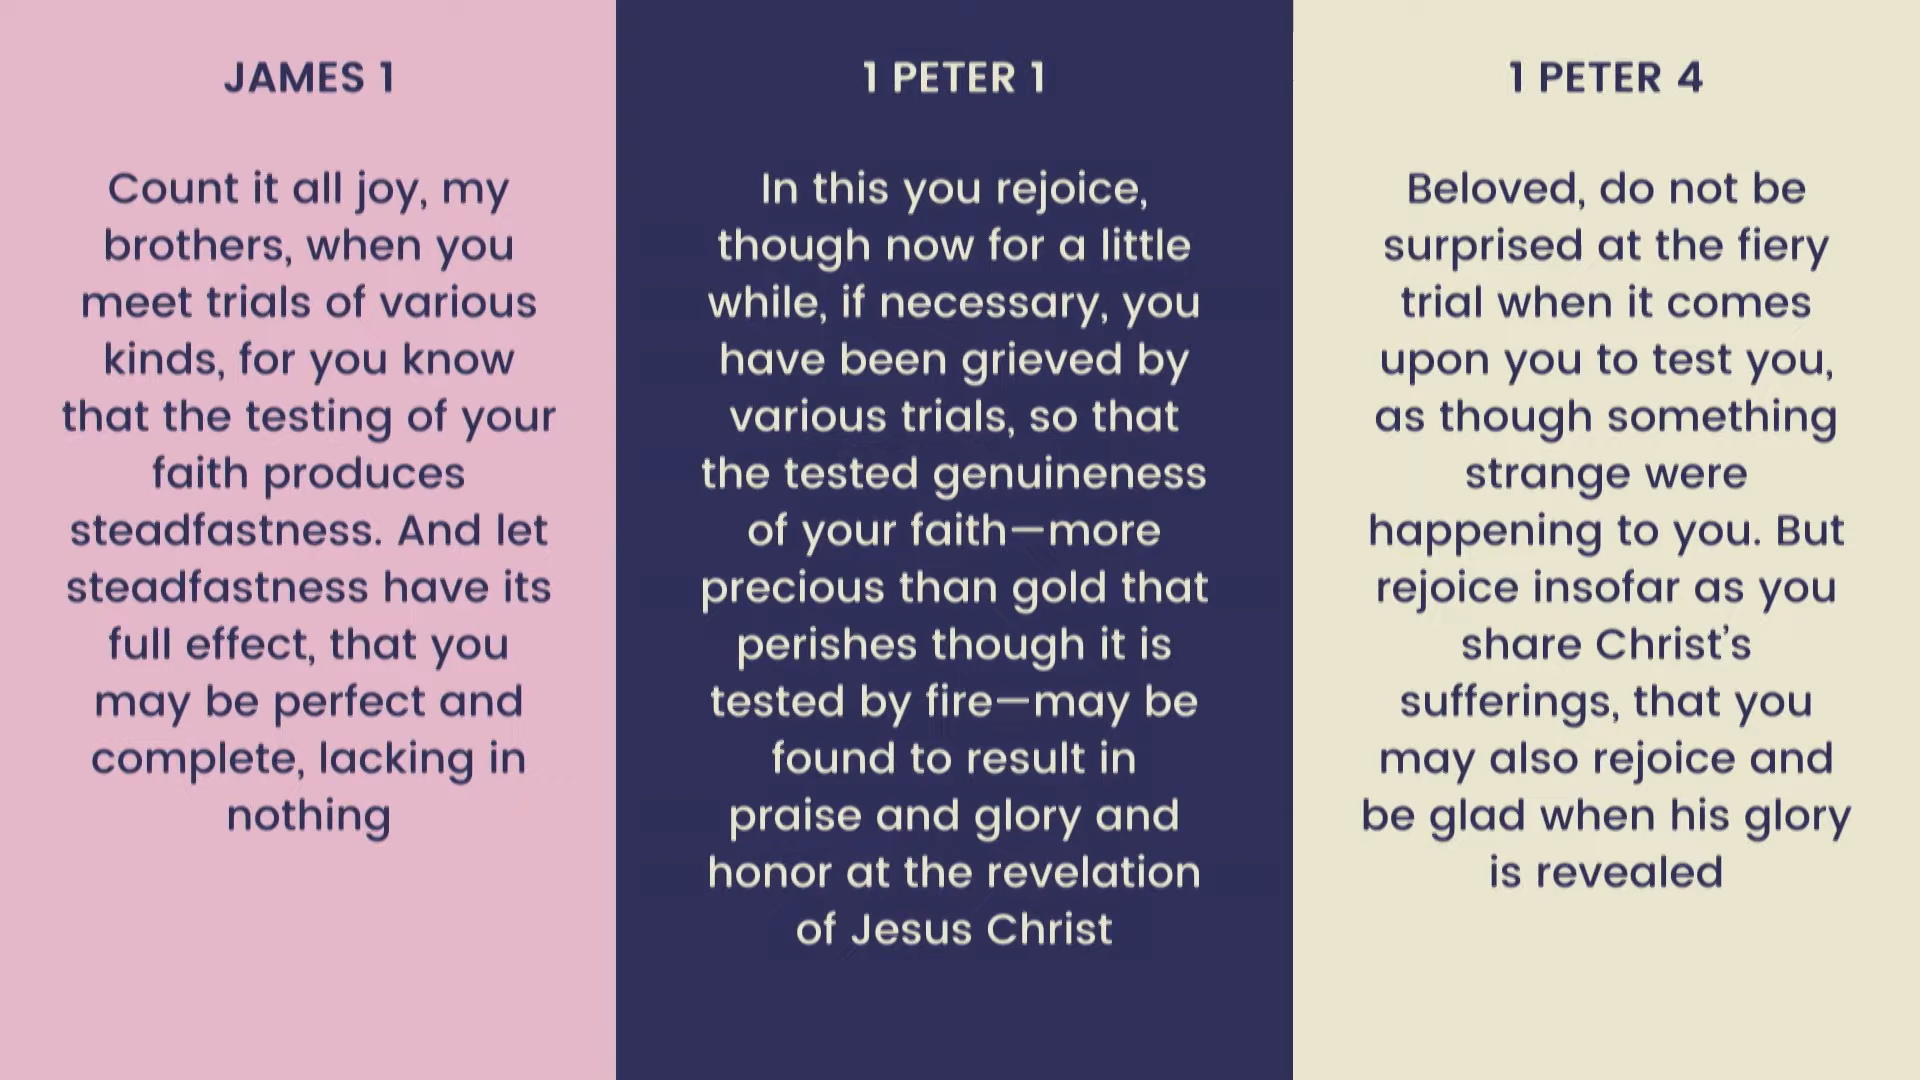 JAMES 1
Count it all joy, my
brothers, when you
meet trials of various
kinds, for you know
that the testing of your
faith produces
steadfastness. And let
steadfastness have its
full effect, that you
may be perfect and
complete, lacking in
nothing
1 PETER 1
In this you rejoice,
though now for a little
while, if necessary, you
have been grieved by
various trials, so that
the tested genuineness
of your faith—more
precious than gold that
perishes though it is
tested by fire—may be
found to result in
praise and glory and
honor at the revelation
of Jesus Christ
1 PETER 4
Beloved, do not be
surprised at the fiery
trial when it comes
upon you to test you,
as though something
strange were
happening to you. But
rejoice insofar as you
share Christ’s
sufferings, that you
may also rejoice and
be glad when his glory
is revealed